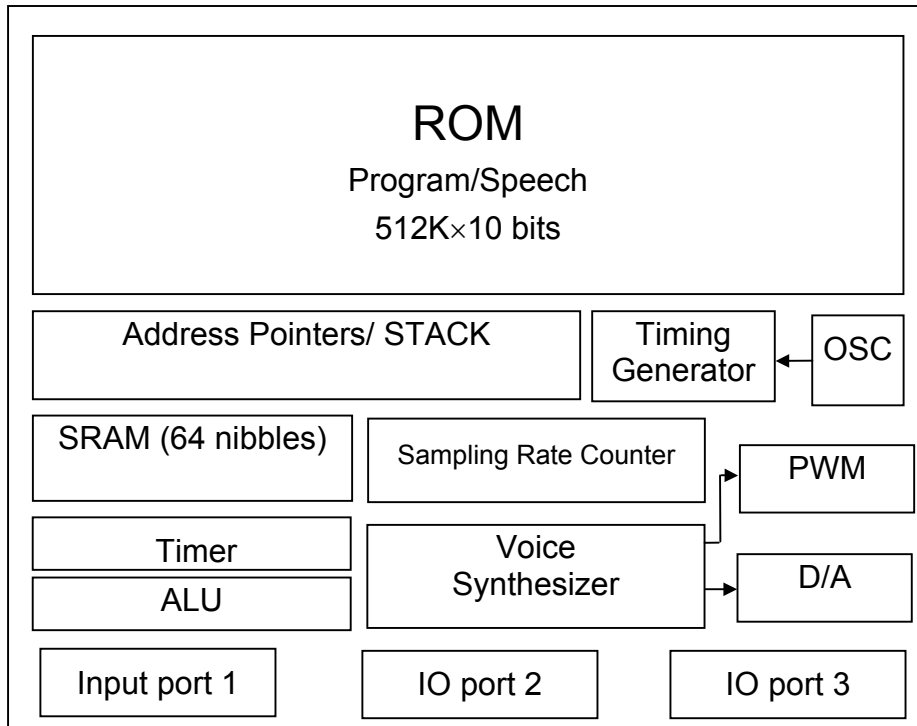 ROM
Program/Speech
512K×10 bits
Address Pointers/ STACK
Timing
Generator
OSC
SRAM (64 nibbles)
Sampling Rate Counter
PWM
Timer
Voice
Synthesizer
D/A
ALU
Input port 1
IO port 2
IO port 3